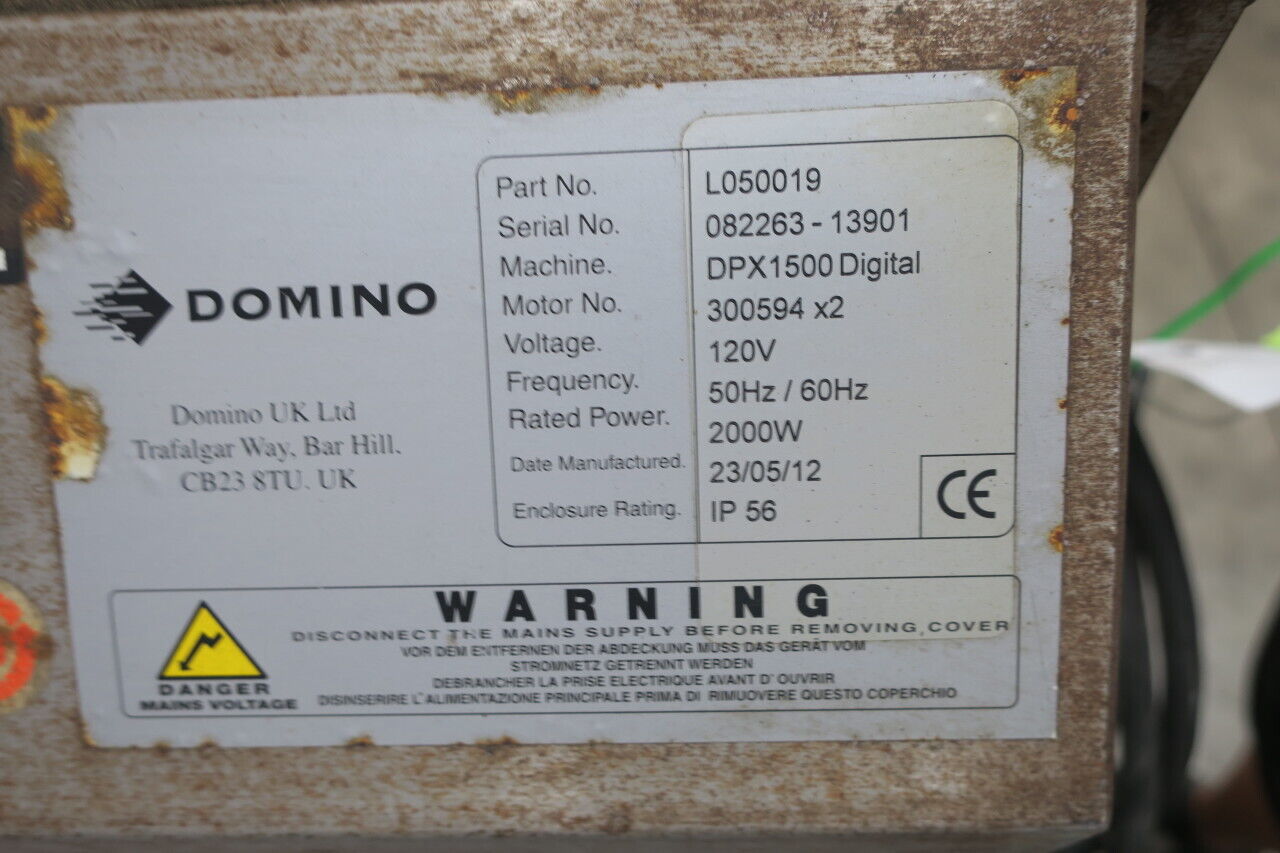 DOMINO
Domino UK Ltd
Trafalgar Way, Bar Hill.
CB23 8TU. UK
Part No. L050019
Serial No. 082263 - 13901
Machine. DPX1500 Digital
Motor No. 300594 x2
Voltage. 120V
Frequency. 50Hz / 60Hz
Rated Power. 2000W
Date Manufactured. 23/05/12
Enclosure Rating. IP 56
CE
WARNING
DISCONNECT THE MAINS SUPPLY BEFORE REMOVING COVER
VOR DEM ENTFERNEN DER ABDECKUNG MUSS DAS GERÄT VOM
STROMNETZ GETRENNT WERDEN
DEBRANCHER LA PRISE ELECTRIQUE AVANT D' OUVRIR
DISINSERIRE L'ALIMENTAZIONE PRINCIPALE PRIMA DI RIMUOVERE QUESTO COPERCHIO
DANGER
MAINS VOLTAGE